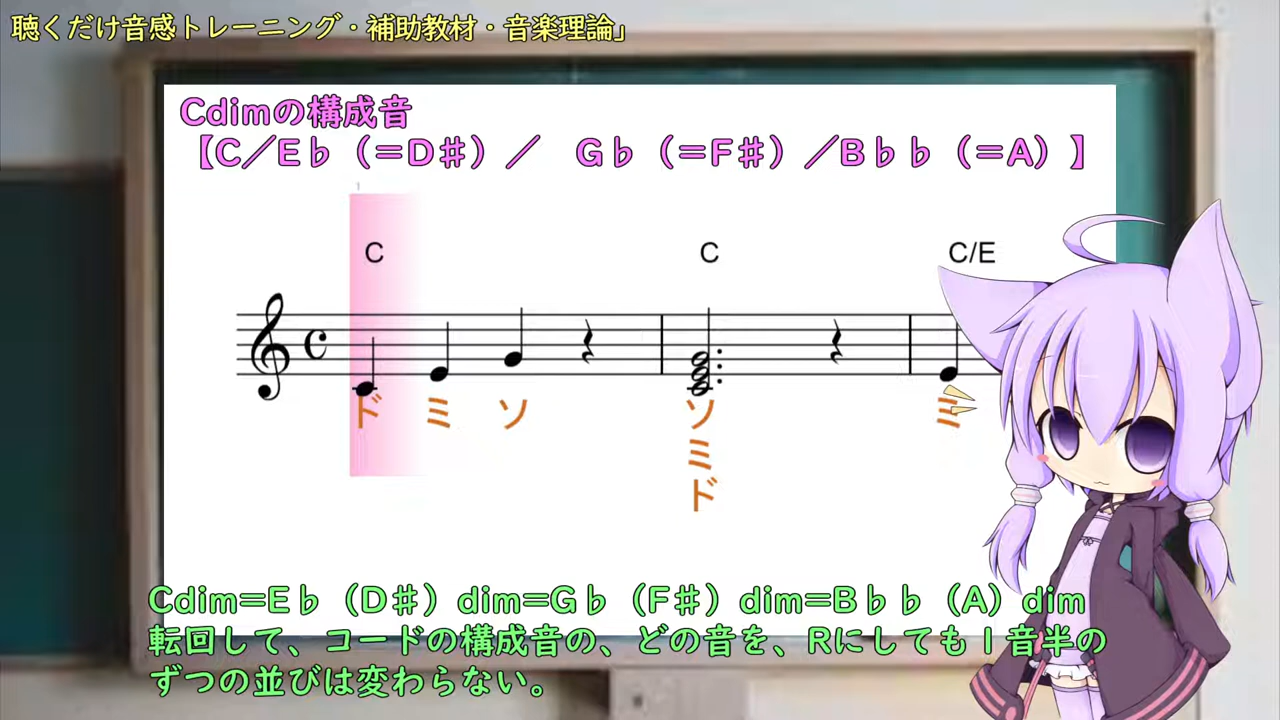 聴くだけ音感トレーニング・補助教材・音楽理論」
Cdimの構成音
【C／E♭（＝D♯）／　G♭（＝F♯）／B♭♭（＝A）】
1
C
C
C/E
ド ミ ソ
ソ
ミ
ド
ミ
Cdim=E♭（D♯）dim=G♭（F♯）dim=B♭♭（A）dim
転回して、コードの構成音の、どの音を、Rにしても１音半の
ずつの並びは変わらない。